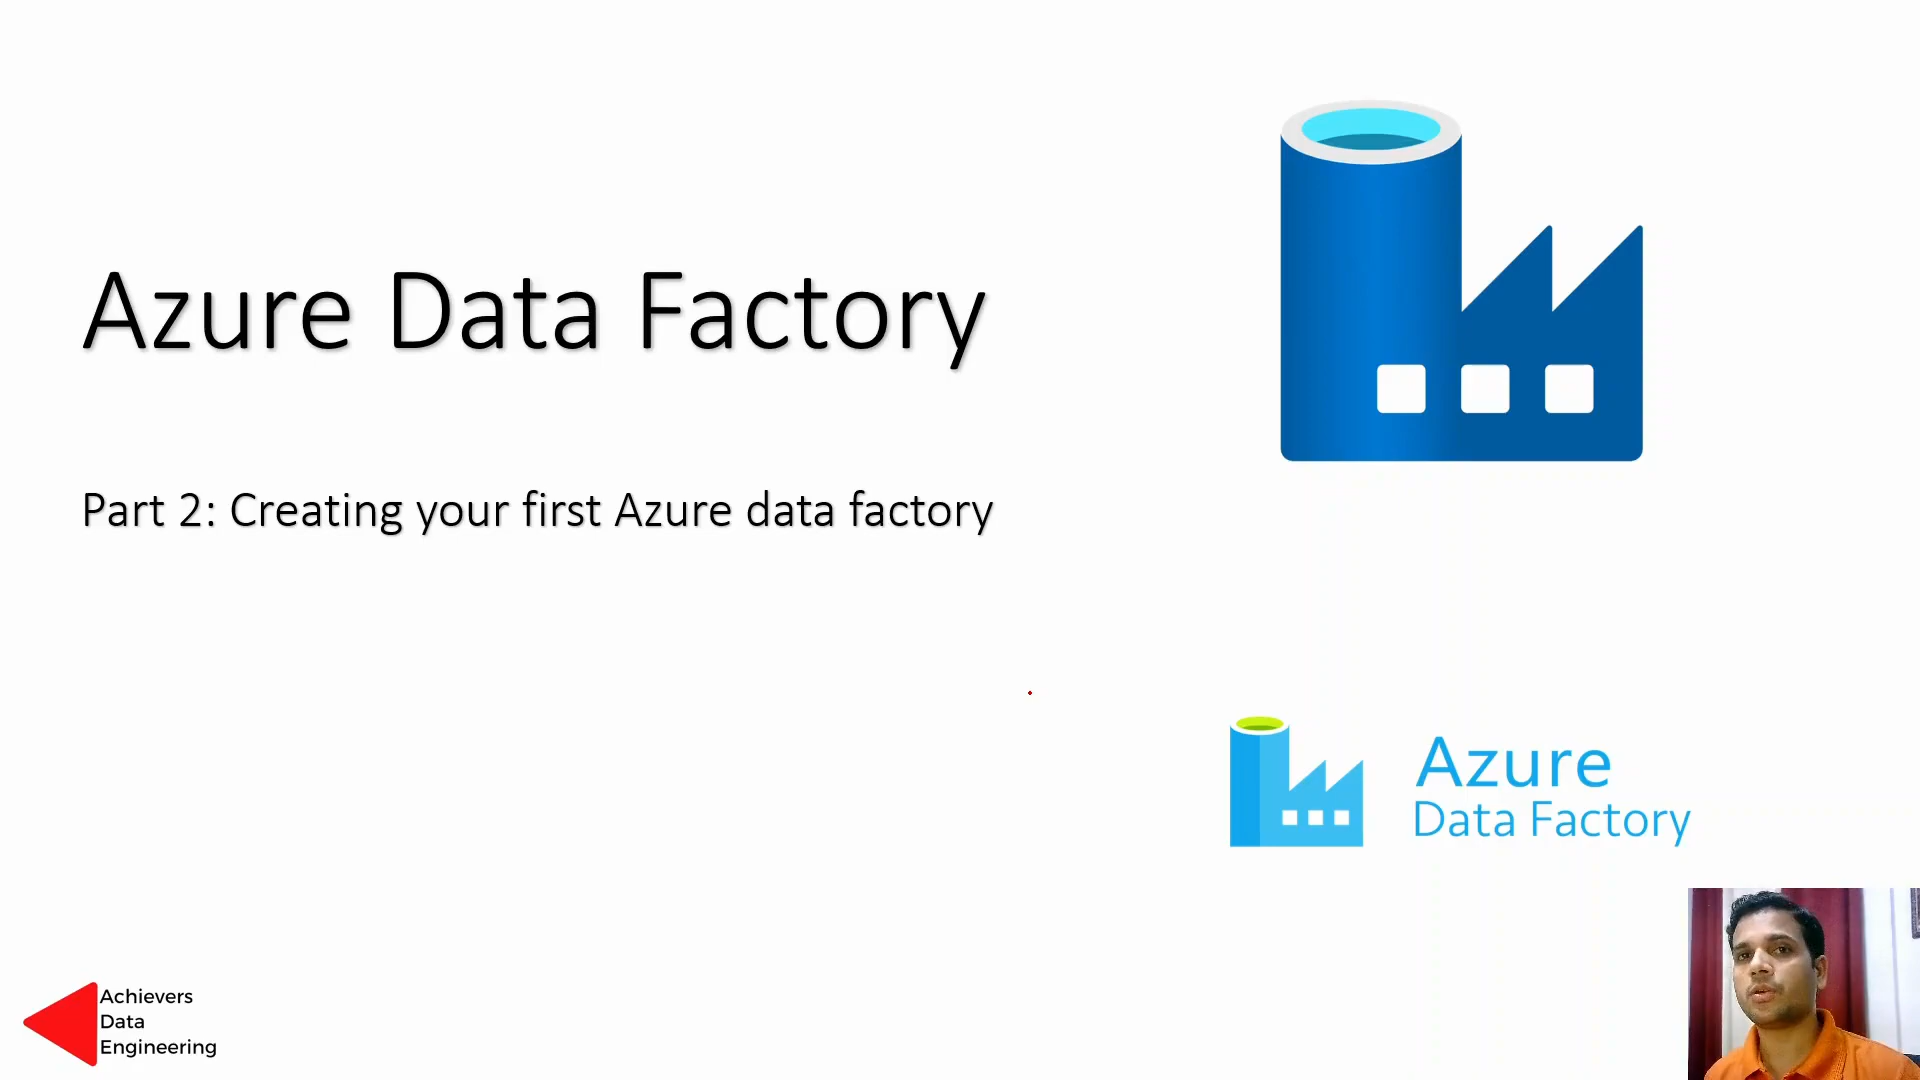 Azure Data Factory
Part 2: Creating your first Azure data factory
Azure
Data Factory
Achievers
Data
Engineering